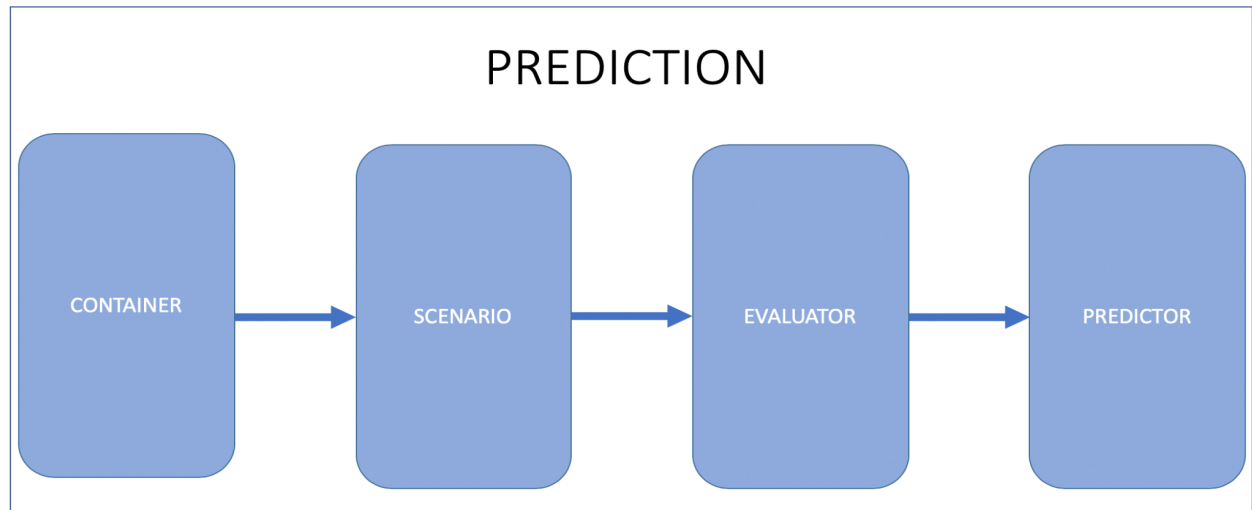 PREDICTION
CONTAINER
SCENARIO
EVALUATOR
PREDICTOR